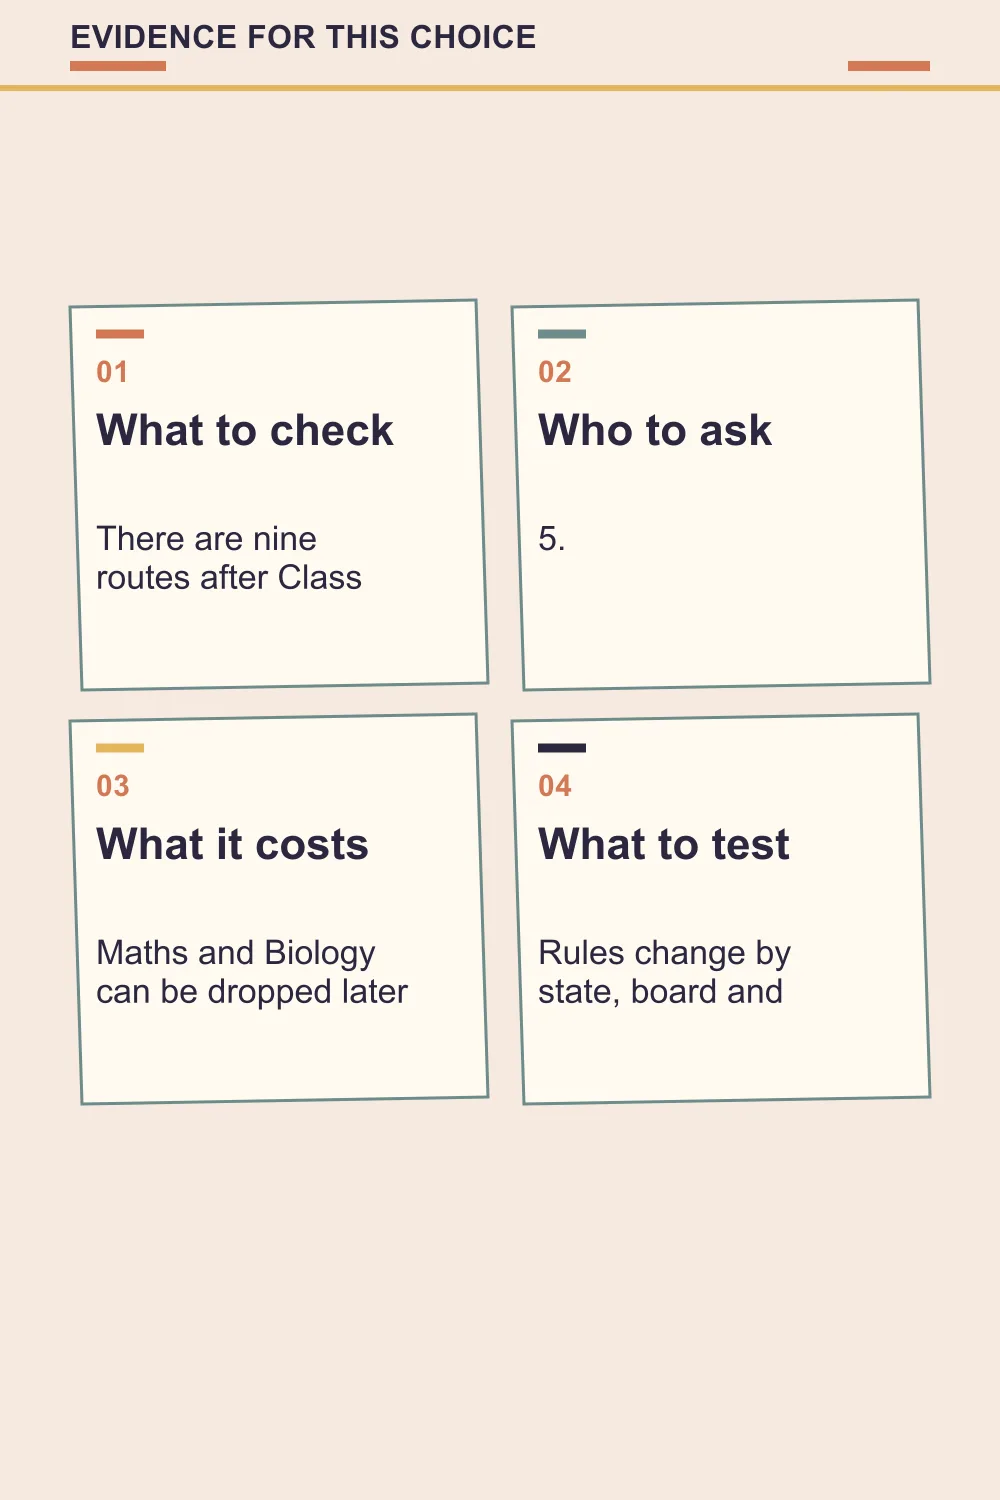 EVIDENCE FOR THIS CHOICE
01
What to check
There are nine
routes after Class
02
Who to ask
5.
03
What it costs
Maths and Biology
can be dropped later
04
What to test
Rules change by
state, board and